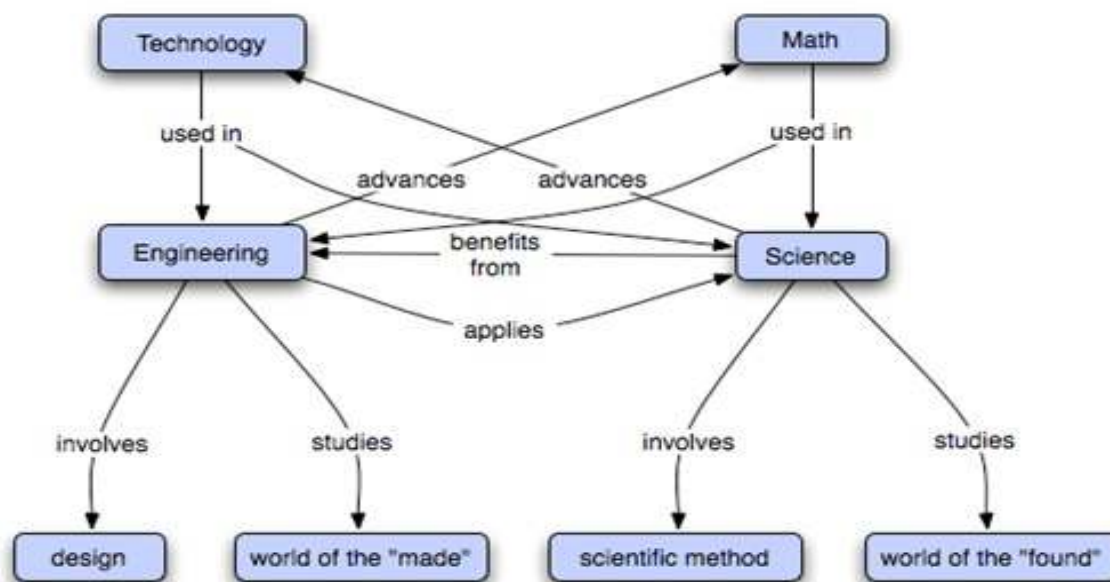 Technology
Math
used in
used in
advances
advances
Engineering
benefits
from
Science
applies
involves
studies
involves
studies
design
world of the "made"
scientific method
world of the "found"